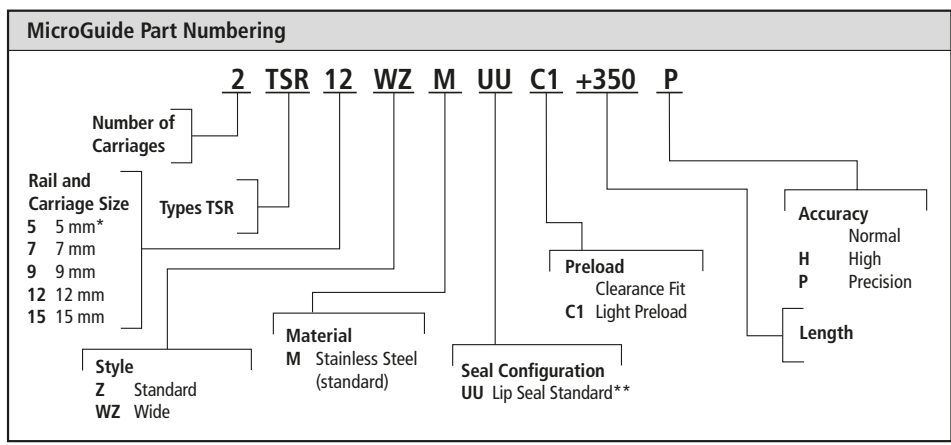 MicroGuide Part Numbering
2 TSR 12 WZ M UU C1 +350 P
Number of
Carriages
Rail and
Carriage Size
5 5 mm*
7 7 mm
9 9 mm
12 12 mm
15 15 mm
Types TSR
Style
Z Standard
WZ Wide
Material
M Stainless Steel
(standard)
Seal Configuration
UU Lip Seal Standard**
Preload
Clearance Fit
C1 Light Preload
Accuracy
Normal
H High
P Precision
Length